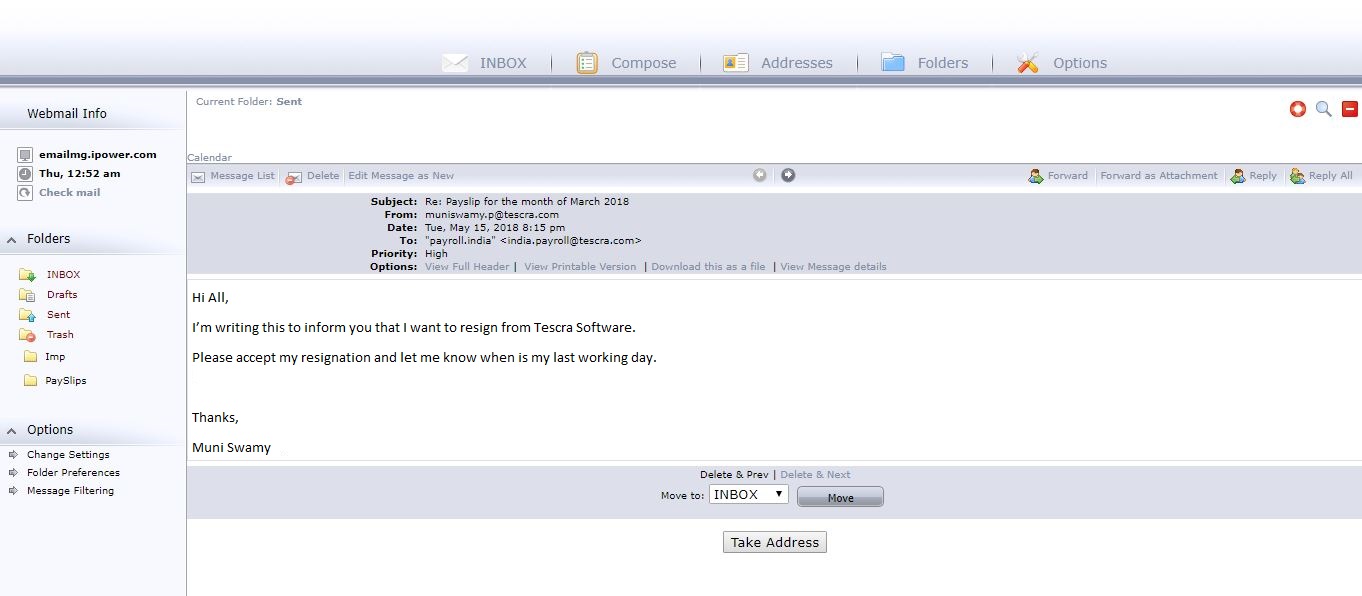 INBOX
Compose
Addresses
Folders
Options
Webmail Info
emailmg.ipower.com
Thu, 12:52 am
Check mail
Folders
INBOX
Drafts
Sent
Trash
Imp
PaySlips
Options
Change Settings
Folder Preferences
Message Filtering
Current Folder: Sent
Calendar
Message List Delete Edit Message as New Forward Forward as Attachment Reply Reply All
Subject: Re: Payslip for the month of March 2018
From: muniswamy.p@tescra.com
Date: Tue, May 15, 2018 8:15 pm
To: "payroll.india" <india.payroll@tescra.com>
Priority: High
Options: View Full Header | View Printable Version | Download this as a file | View Message details
Hi All,
I'm writing this to inform you that I want to resign from Tescra Software.
Please accept my resignation and let me know when is my last working day.
Thanks,
Muni Swamy
Delete & Prev | Delete & Next
Move to: INBOX Move
Take Address